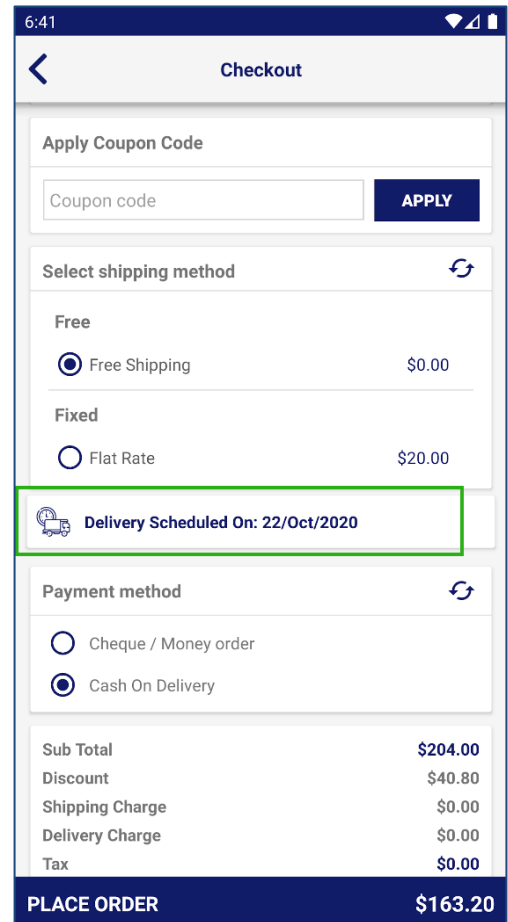 6:41
Checkout
Apply Coupon Code
Coupon code APPLY
Select shipping method
Free
Free Shipping $0.00
Fixed
Flat Rate $20.00
Delivery Scheduled On: 22/Oct/2020
Payment method
Cheque / Money order
Cash On Delivery
Sub Total $204.00
Discount $40.80
Shipping Charge $0.00
Delivery Charge $0.00
Tax $0.00
PLACE ORDER $163.20